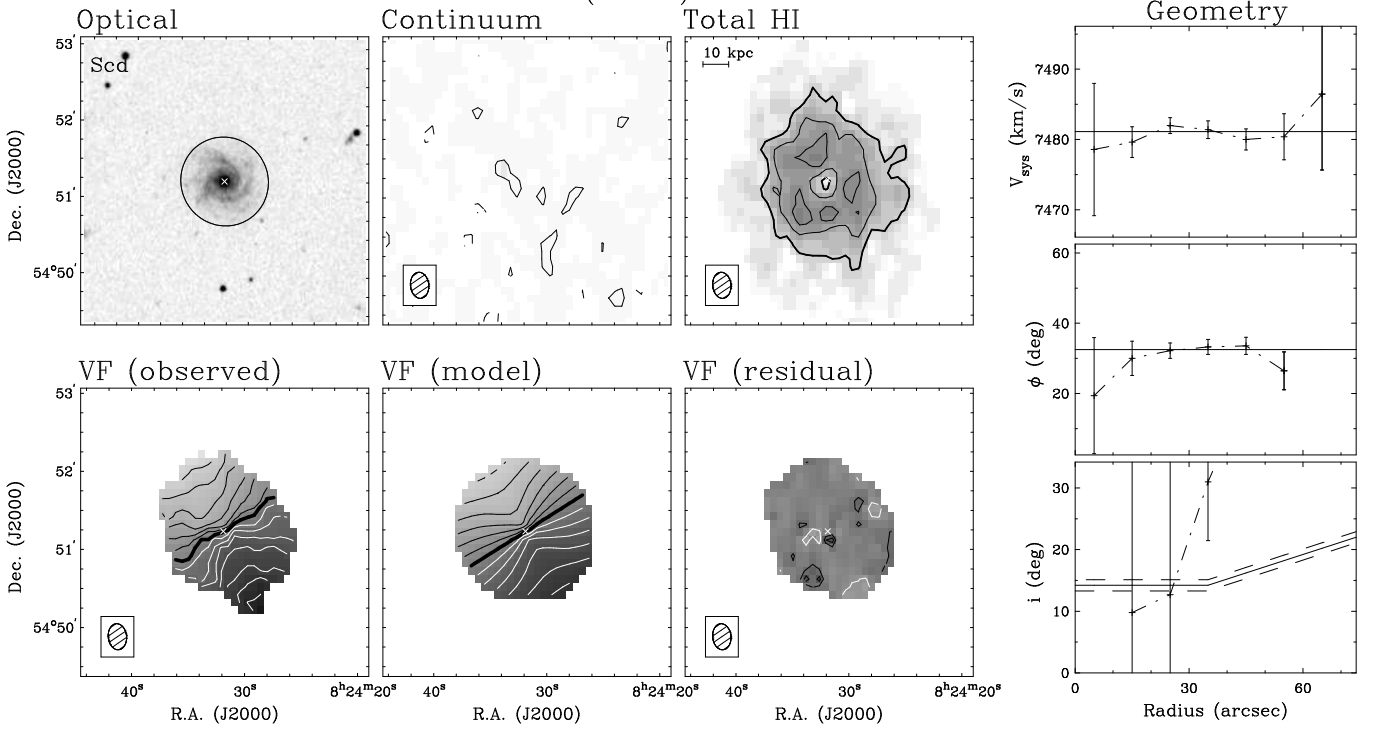 Optical
Continuum
Total HI
Geometry
53′
52′
51′
54°50′
Dec. (J2000)
Scd
10 kpc
7490
7480
7470
Vsys (km/s)
60
40
20
ϕ (deg)
VF (observed)
VF (model)
VF (residual)
53′
52′
51′
54°50′
Dec. (J2000)
30
20
10
0
i (deg)
40s 30s 8h24m20s 40s 30s 8h24m20s 40s 30s 8h24m20s
R.A. (J2000) R.A. (J2000) R.A. (J2000)
0 30 60
Radius (arcsec)